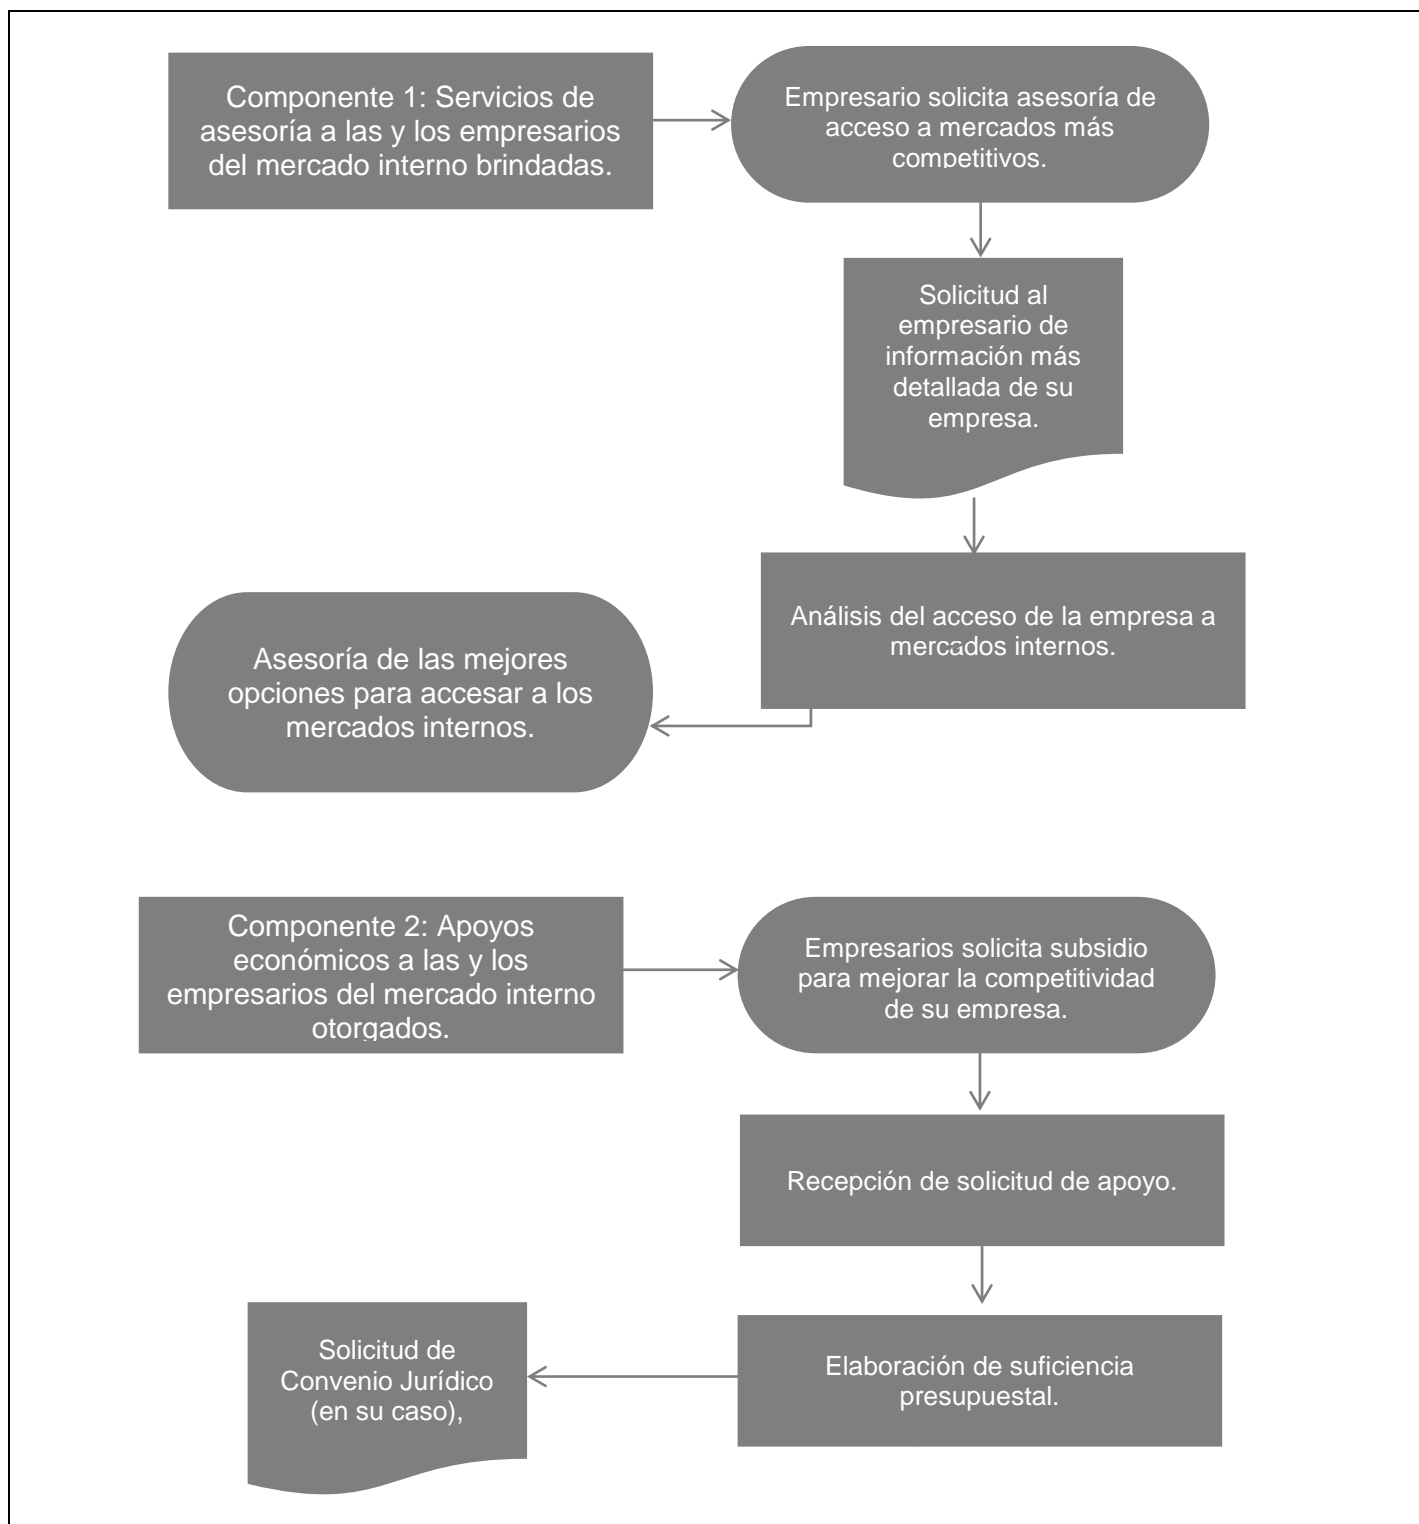 Componente 1: Servicios de
asesoría a las y los empresarios
del mercado interno brindadas.
Empresario solicita asesoría de
acceso a mercados más
competitivos.
Solicitud al
empresario de
información más
detallada de su
empresa.
Análisis del acceso de la empresa a
mercados internos.
Asesoría de las mejores
opciones para accesar a los
mercados internos.
Componente 2: Apoyos
económicos a las y los
empresarios del mercado interno
otorgados.
Empresarios solicita subsidio
para mejorar la competitividad
de su empresa.
Recepción de solicitud de apoyo.
Elaboración de suficiencia
presupuestal.
Solicitud de
Convenio Jurídico
(en su caso),